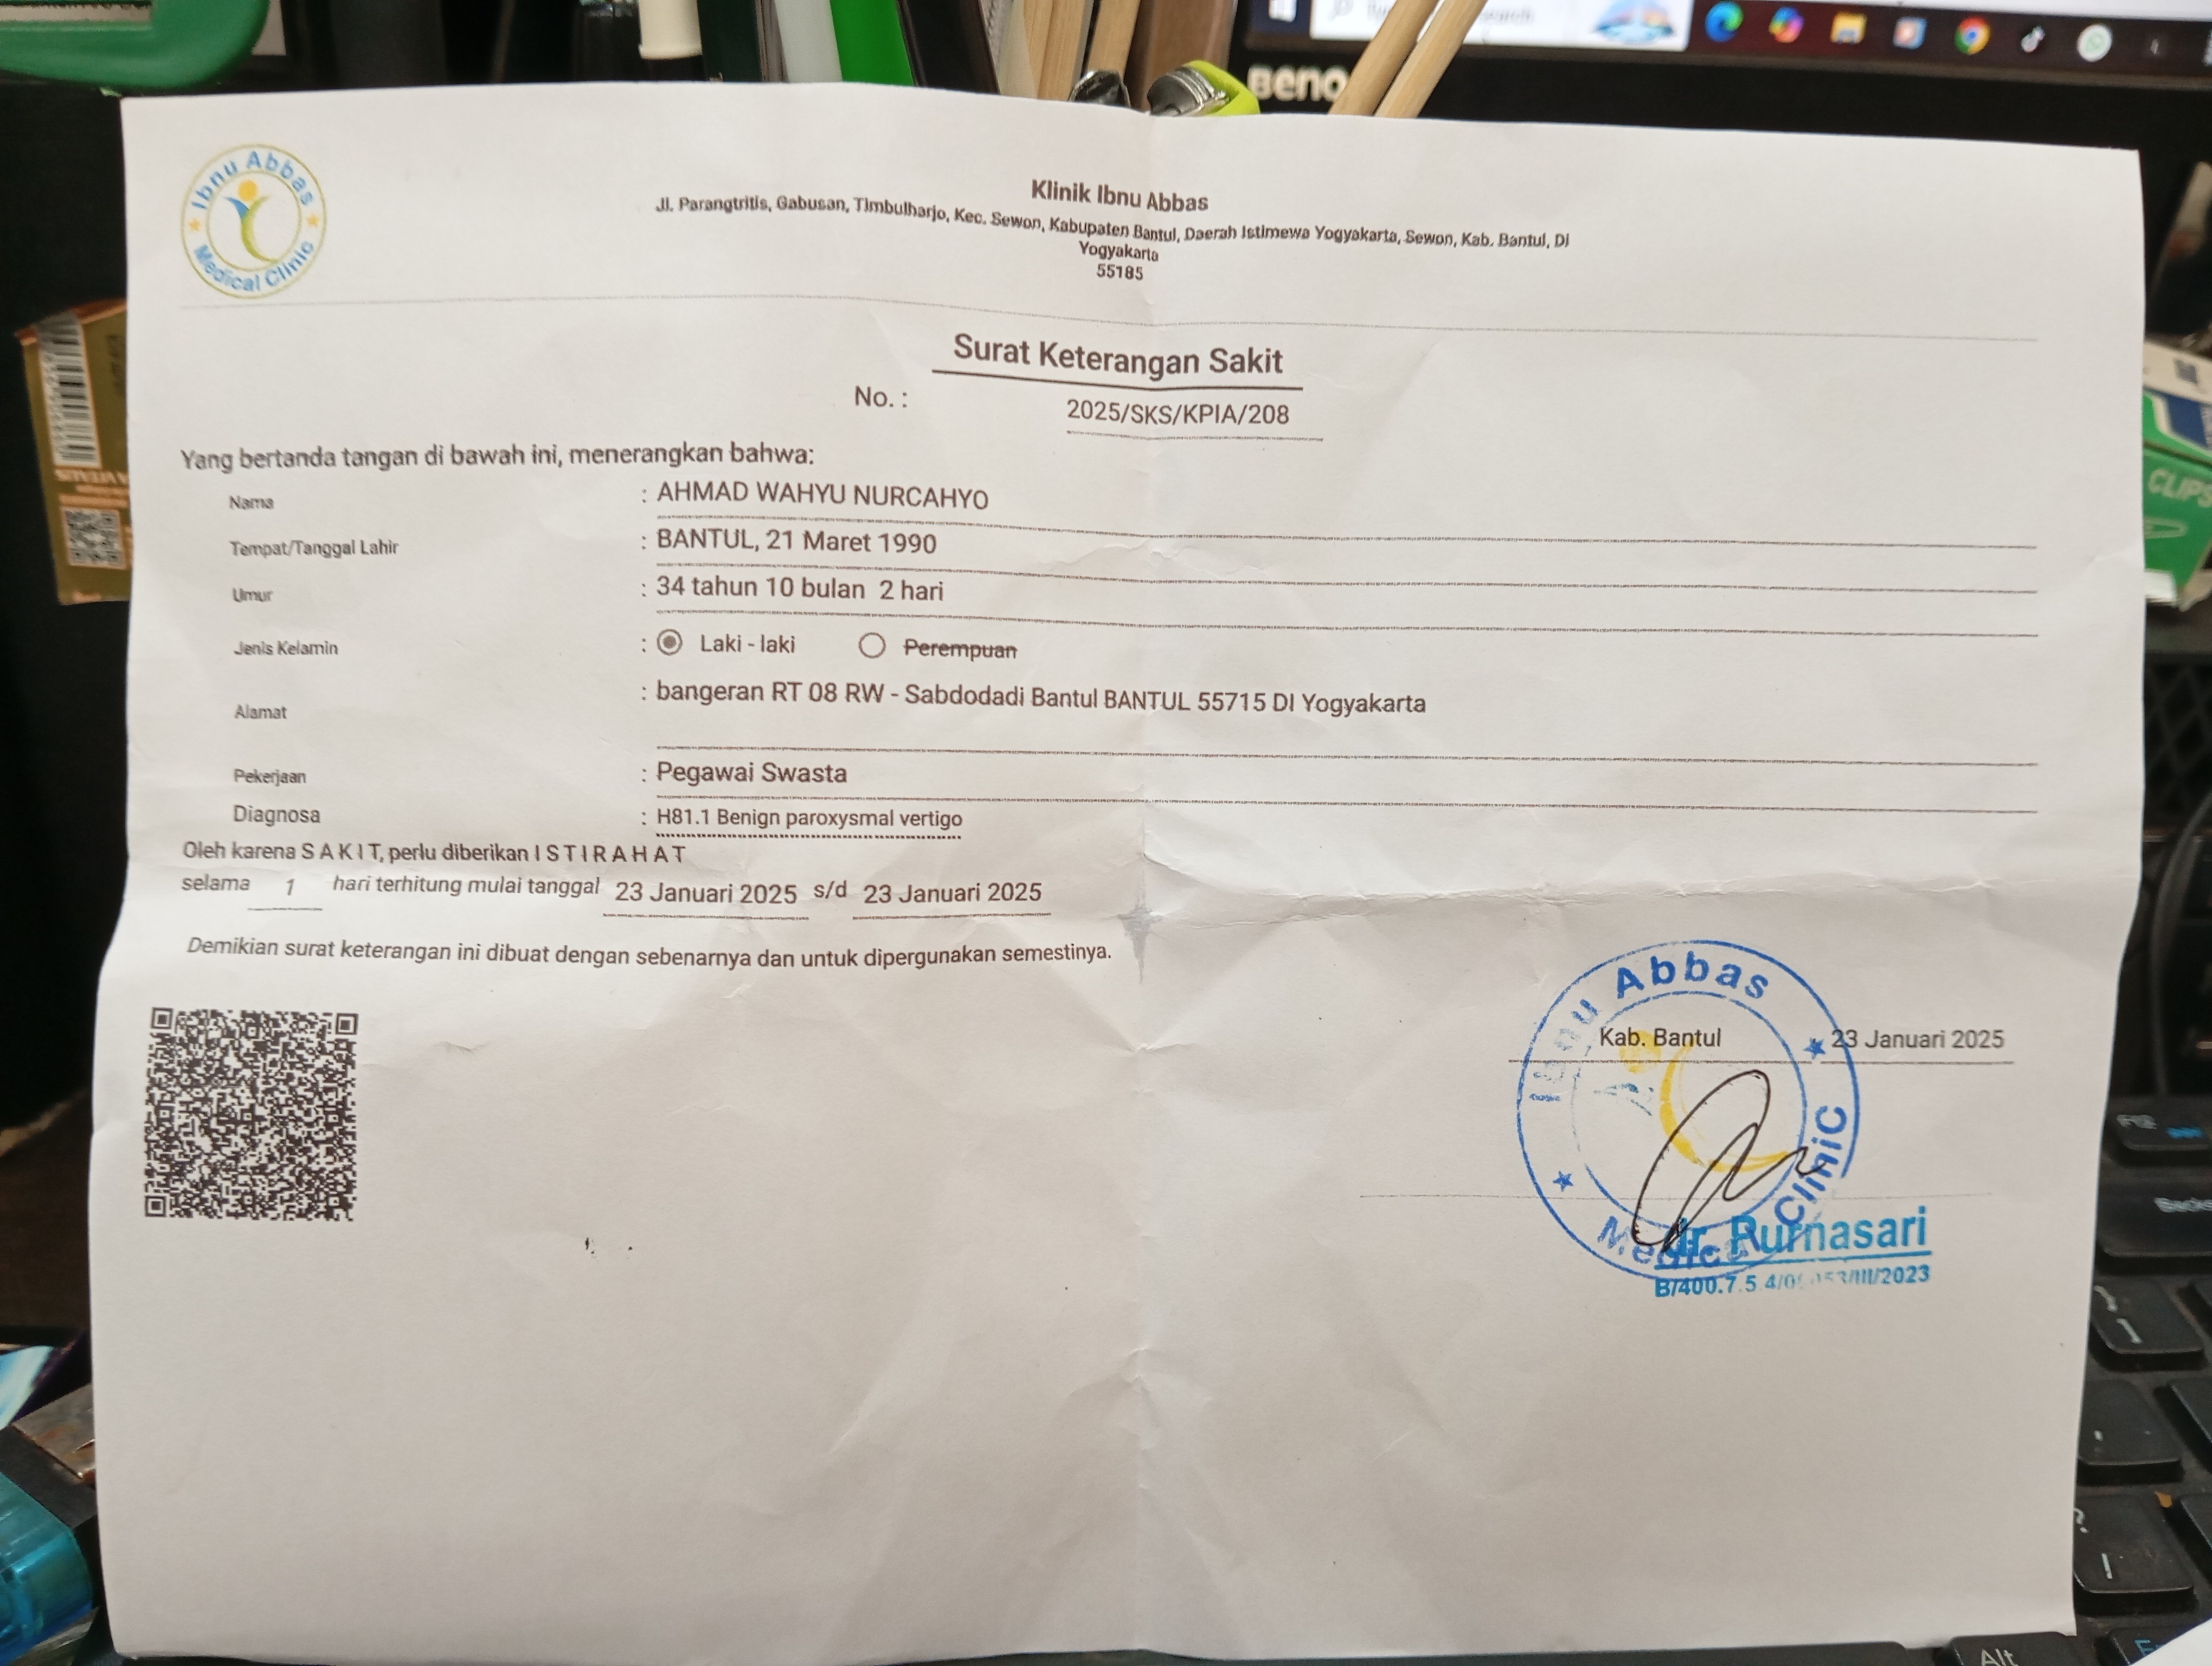 Ibnu Abbas
Medical Clinic
Klinik Ibnu Abbas
Jl. Parangtritis, Gabusan, Timbulharjo, Kec. Sewon, Kabupaten Bantul, Daerah Istimewa Yogyakarta, Sewon, Kab. Bantul, DI
Yogyakarta
55185
Surat Keterangan Sakit
No. : 2025/SKS/KPIA/208
Yang bertanda tangan di bawah ini, menerangkan bahwa:
Nama : AHMAD WAHYU NURCAHYO
Tempat/Tanggal Lahir : BANTUL, 21 Maret 1990
Umur : 34 tahun 10 bulan 2 hari
Jenis Kelamin : Laki - laki Perempuan
Alamat : bangeran RT 08 RW - Sabdodadi Bantul BANTUL 55715 DI Yogyakarta
Pekerjaan : Pegawai Swasta
Diagnosa : H81.1 Benign paroxysmal vertigo
Oleh karena S A K I T, perlu diberikan I S T I R A H A T
selama 1 hari terhitung mulai tanggal 23 Januari 2025 s/d 23 Januari 2025
Demikian surat keterangan ini dibuat dengan sebenarnya dan untuk dipergunakan semestinya.
Ibnu Abbas
Kab. Bantul 23 Januari 2025
Medical CliniC
dr. Purnasari
B/400.7.5.4/ /III/2023
BenQ
CLIPS
Alt